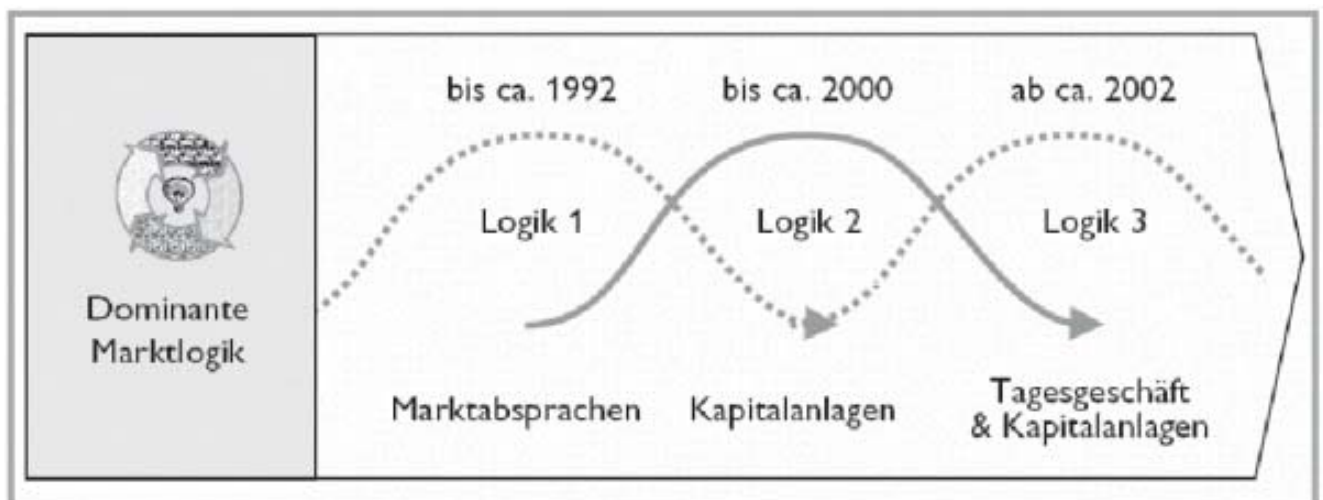 bis ca. 1992
bis ca. 2000
ab ca. 2002
Logik 1
Logik 2
Logik 3
Dominante
Marktlogik
Marktabsprachen
Kapitalanlagen
Tagesgeschäft
& Kapitalanlagen